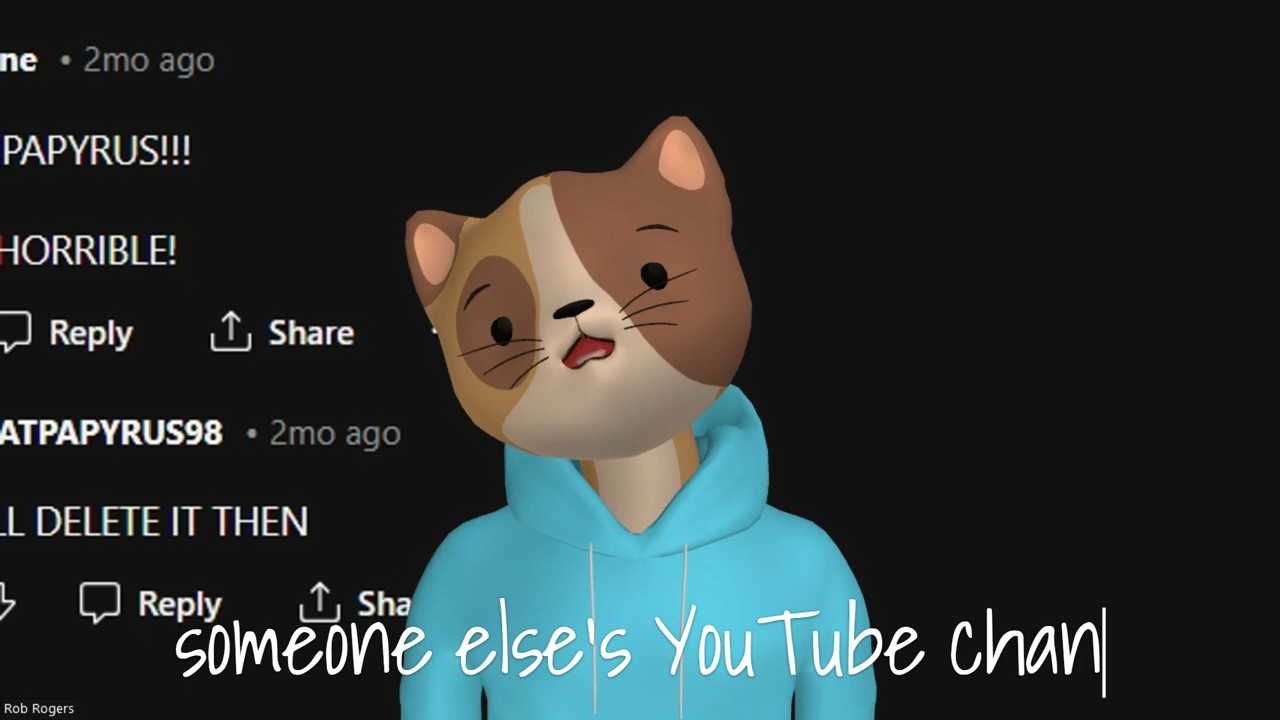 ne • 2mo ago
PAPYRUS!!!
HORRIBLE!
Reply Share
ATPAPYRUS98 • 2mo ago
LL DELETE IT THEN
Reply Sha
someone else's YouTube chan
Rob Rogers